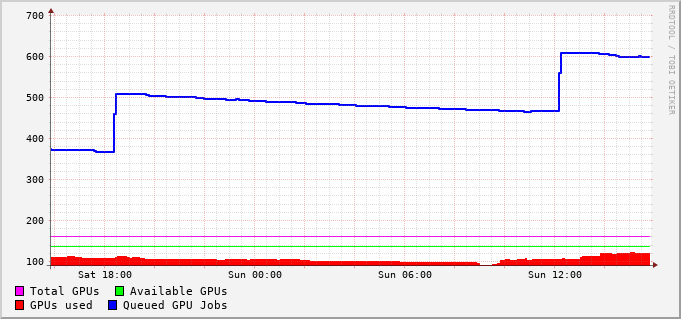 700
600
500
400
300
200
100
Sat 18:00 Sun 00:00 Sun 06:00 Sun 12:00
Total GPUs Available GPUs
GPUs used Queued GPU Jobs
RRDTOOL / TOBI OETIKER